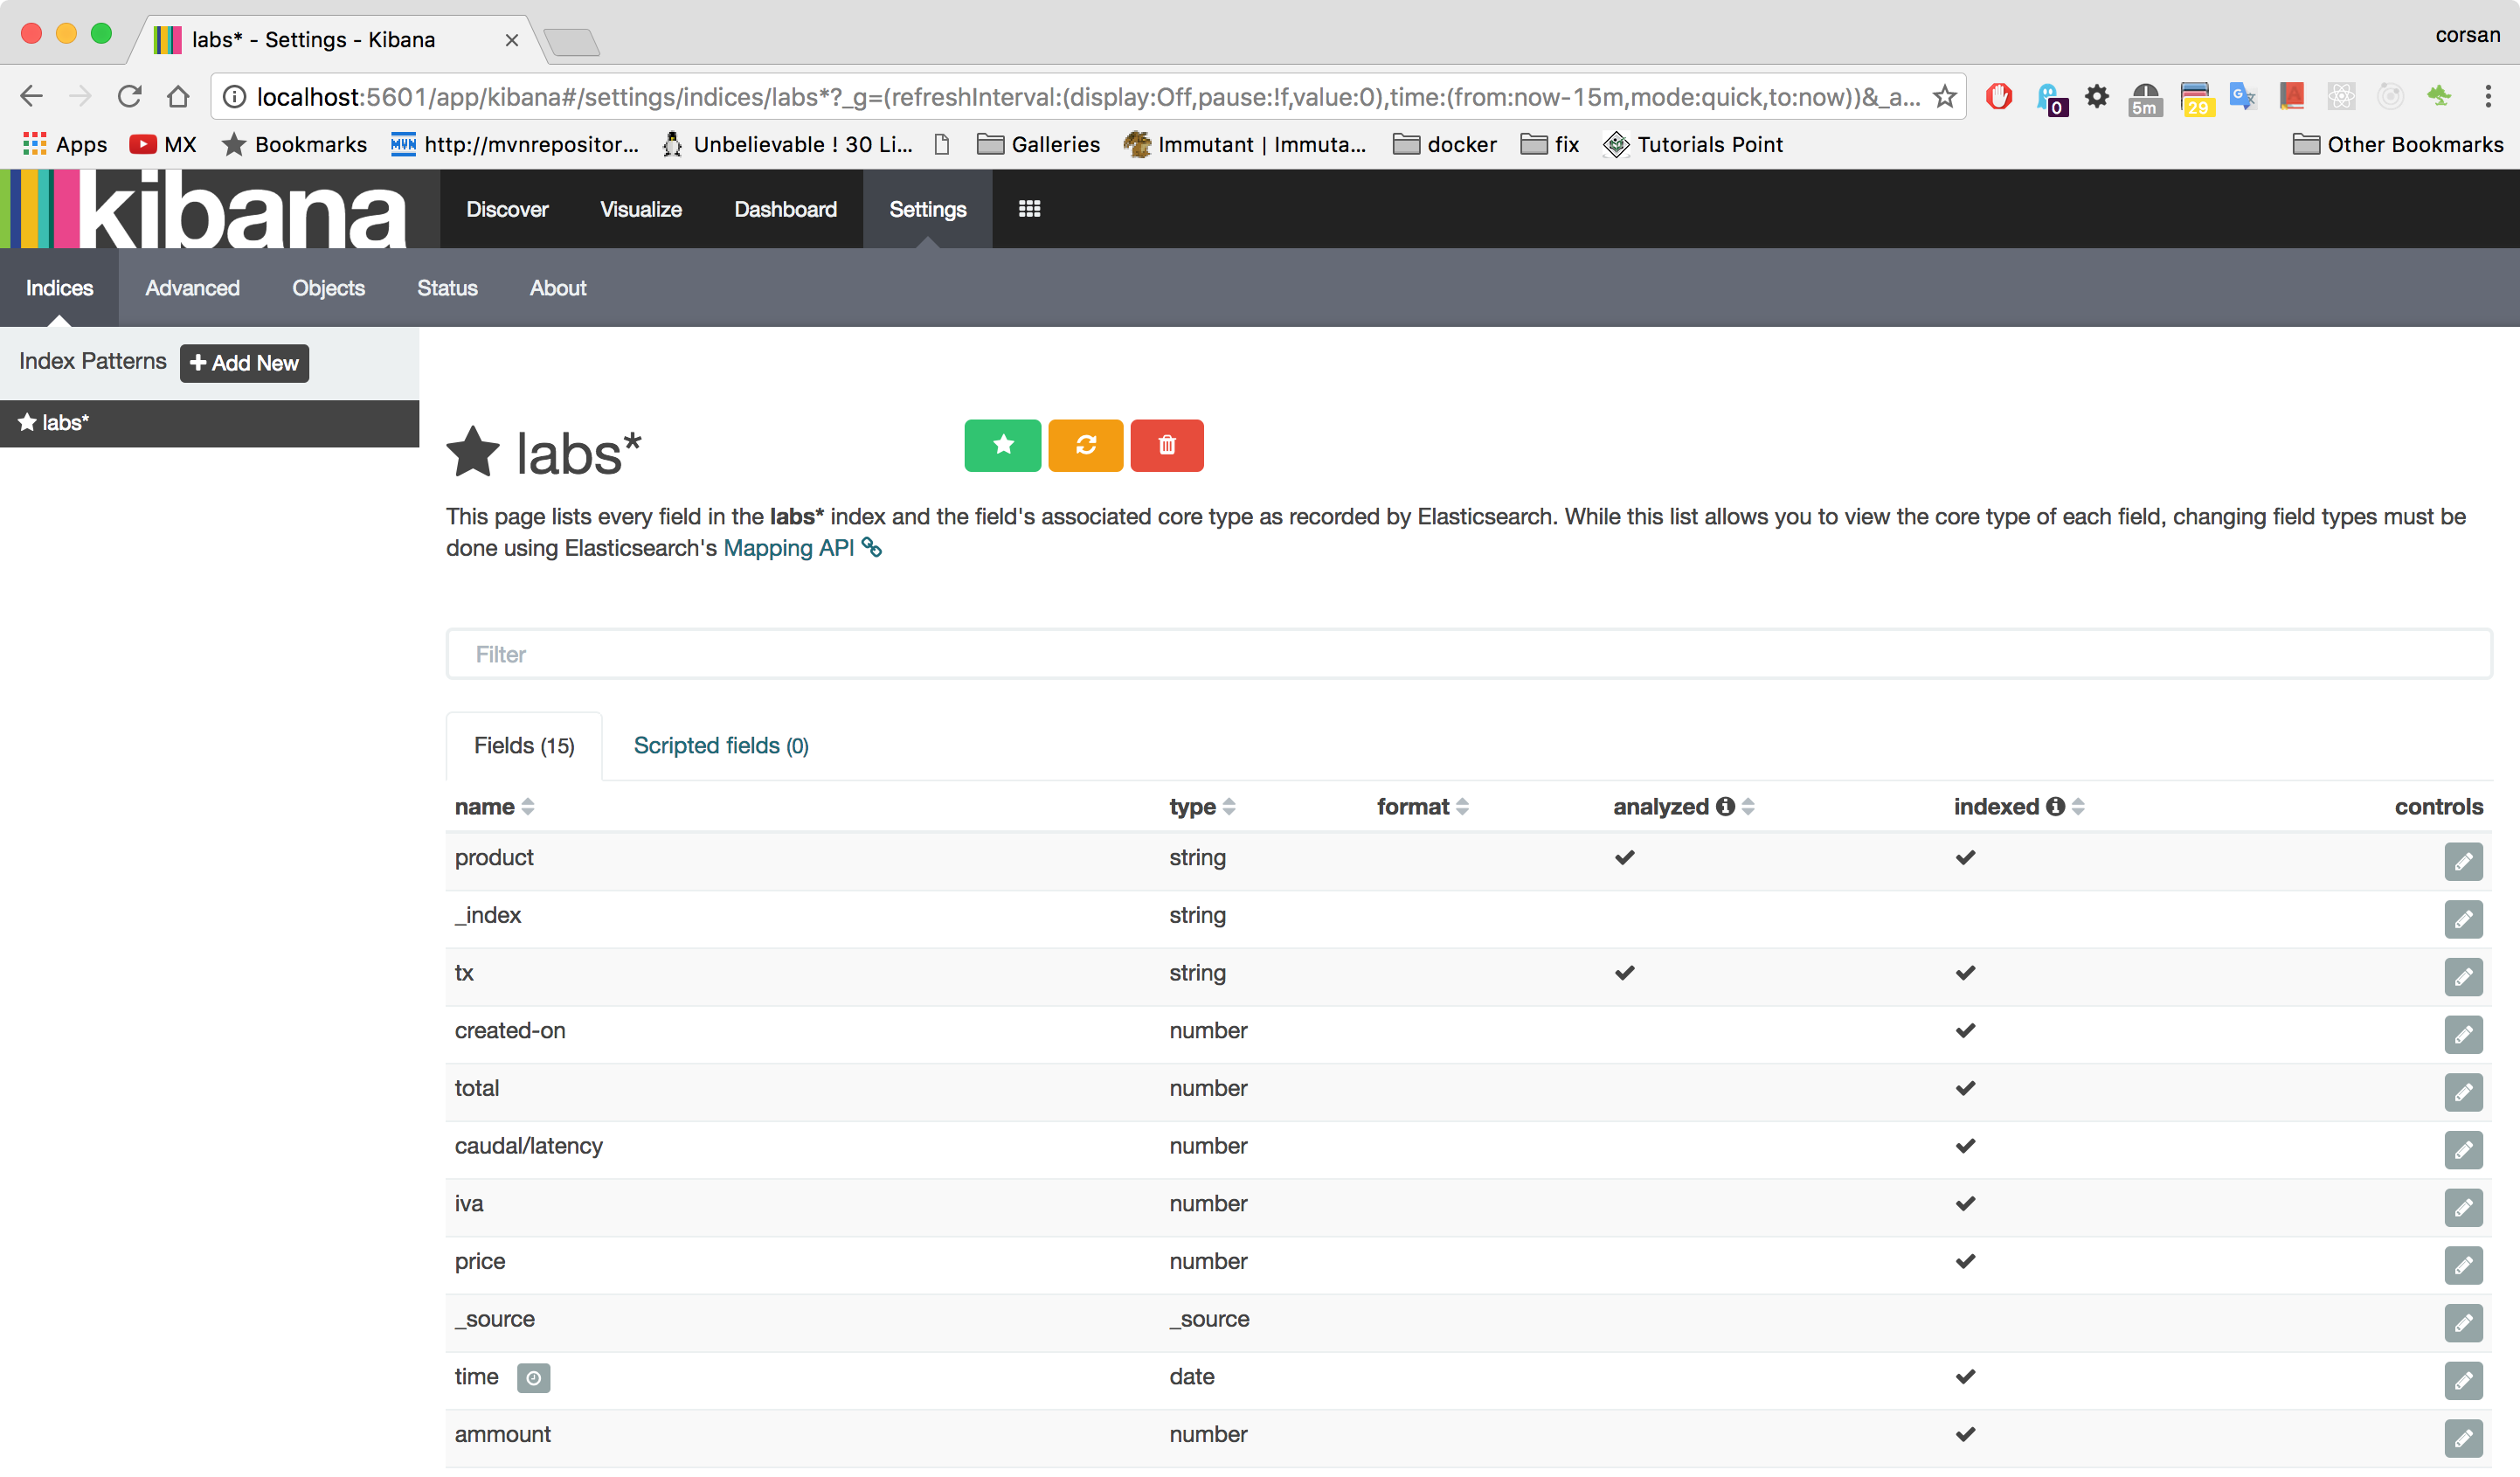 labs* - Settings - Kibana
corsan
localhost:5601/app/kibana#/settings/indices/labs*?_g=(refreshInterval:(display:Off,pause:!f,value:0),time:(from:now-15m,mode:quick,to:now))&_a...
0
5m
29
Apps MX Bookmarks http://mvnrepositor... Unbelievable ! 30 Li... Galleries Immutant | Immuta... docker fix Tutorials Point Other Bookmarks
kibana Discover Visualize Dashboard Settings
Indices Advanced Objects Status About
Index Patterns Add New
labs*
labs*
This page lists every field in the labs* index and the field's associated core type as recorded by Elasticsearch. While this list allows you to view the core type of each field, changing field types must be
done using Elasticsearch's Mapping API
Filter
Fields (15) Scripted fields (0)
name type format analyzed indexed controls
product string
_index string
tx string
created-on number
total number
caudal/latency number
iva number
price number
_source _source
time date
ammount number